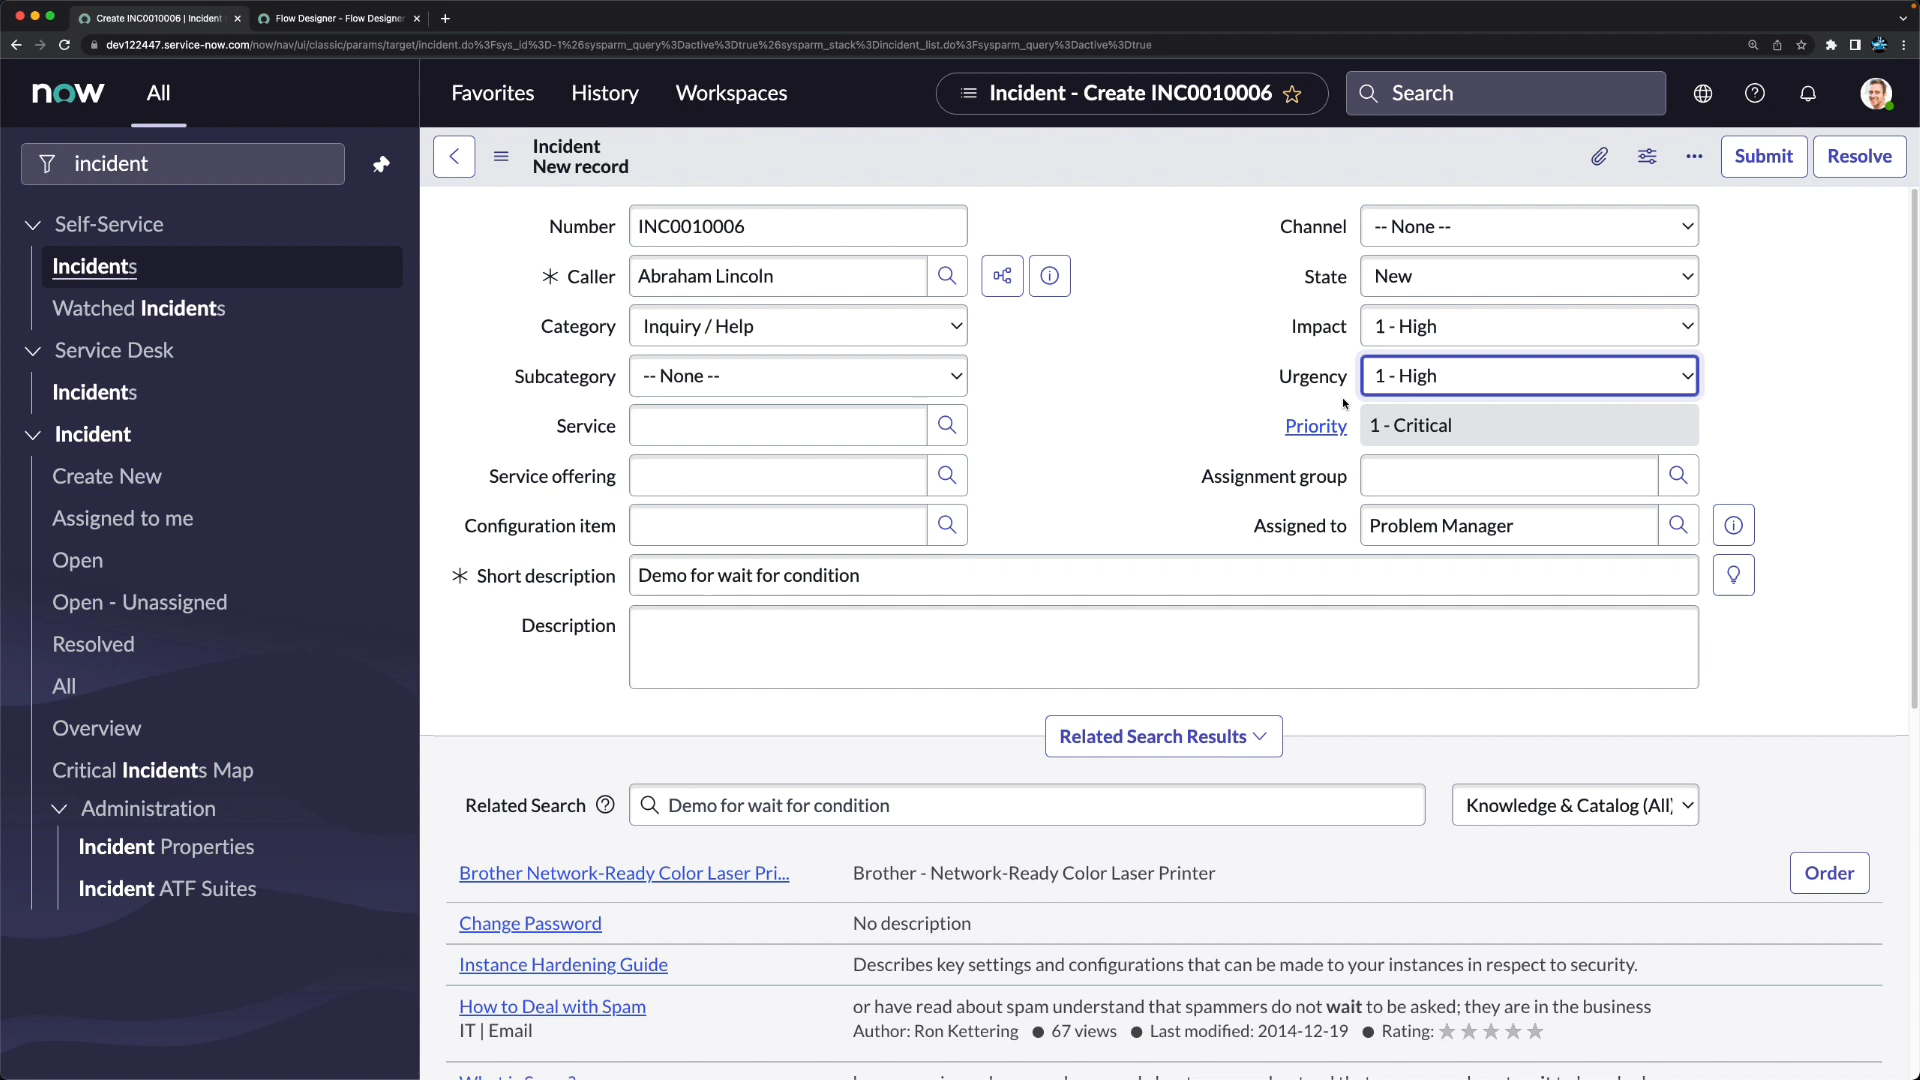 Create INC0010006 | Incident
Flow Designer - Flow Designer
dev122447.service-now.com/now/nav/ui/classic/params/target/incident.do%3Fsys_id%3D-1%26sysparm_query%3Dactive%3Dtrue%26sysparm_stack%3Dincident_list.do%3Fsysparm_query%3Dactive%3Dtrue
now
All
Favorites
History
Workspaces
Incident - Create INC0010006
Search
incident
Self-Service
Incidents
Watched Incidents
Service Desk
Incidents
Incident
Create New
Assigned to me
Open
Open - Unassigned
Resolved
All
Overview
Critical Incidents Map
Administration
Incident Properties
Incident ATF Suites
Incident
New record
Submit
Resolve
Number INC0010006
Caller Abraham Lincoln
Category Inquiry / Help
Subcategory -- None --
Service
Service offering
Configuration item
Channel -- None --
State New
Impact 1 - High
Urgency 1 - High
Priority 1 - Critical
Assignment group
Assigned to Problem Manager
Short description Demo for wait for condition
Description
Related Search Results
Related Search Demo for wait for condition Knowledge & Catalog (All)
Brother Network-Ready Color Laser Pri... Brother - Network-Ready Color Laser Printer Order
Change Password No description
Instance Hardening Guide Describes key settings and configurations that can be made to your instances in respect to security.
How to Deal with Spam or have read about spam understand that spammers do not wait to be asked; they are in the business
IT | Email Author: Ron Kettering ● 67 views ● Last modified: 2014-12-19 ● Rating: ★★★★★